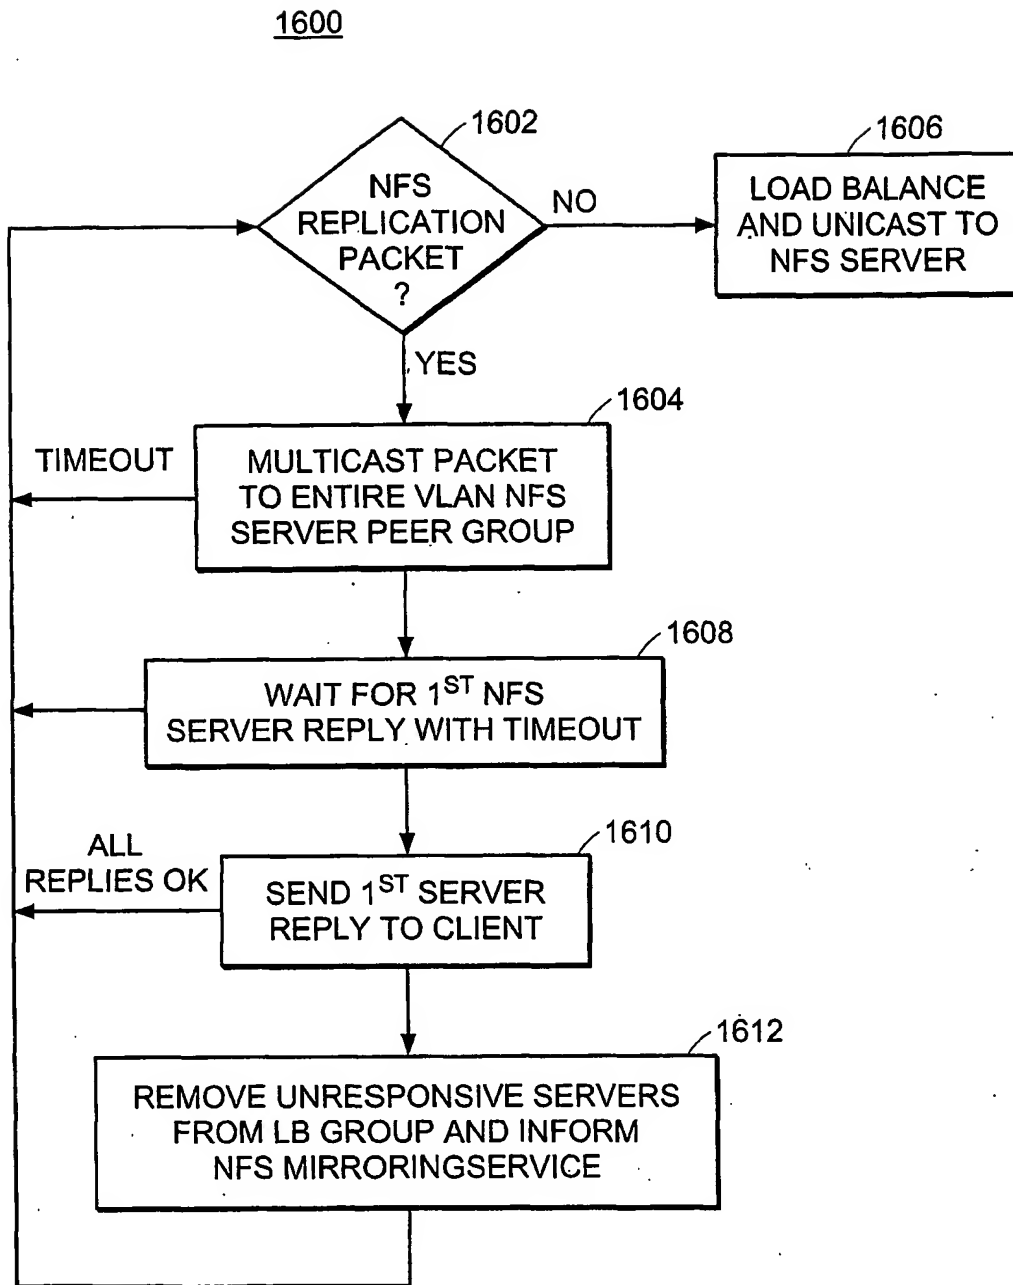 1600
1602
NFS
REPLICATION
PACKET
?
NO
1606
LOAD BALANCE
AND UNICAST TO
NFS SERVER
YES
1604
TIMEOUT
MULTICAST PACKET
TO ENTIRE VLAN NFS
SERVER PEER GROUP
1608
WAIT FOR 1ST NFS
SERVER REPLY WITH TIMEOUT
1610
ALL
REPLIES OK
SEND 1ST SERVER
REPLY TO CLIENT
1612
REMOVE UNRESPONSIVE SERVERS
FROM LB GROUP AND INFORM
NFS MIRRORINGSERVICE